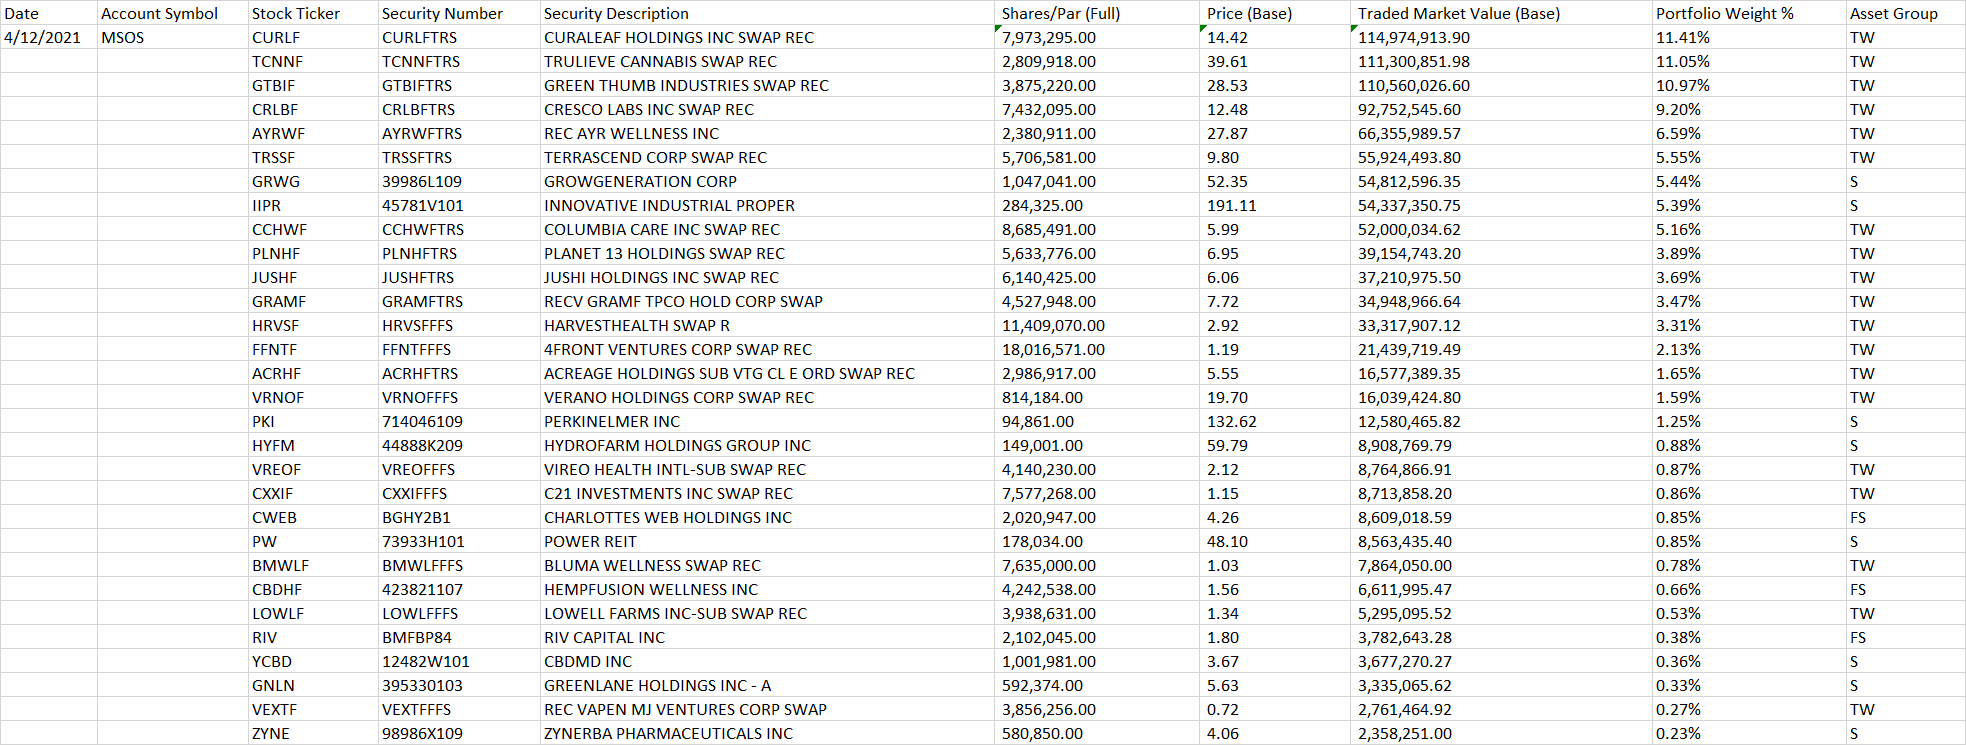 Date Account Symbol Stock Ticker Security Number Security Description Shares/Par (Full) Price (Base) Traded Market Value (Base) Portfolio Weight % Asset Group
4/12/2021 MSOS CURLF CURLFTRS CURALEAF HOLDINGS INC SWAP REC 7,973,295.00 14.42 114,974,913.90 11.41% TW
TCNNF TCNNFTRS TRULIEVE CANNABIS SWAP REC 2,809,918.00 39.61 111,300,851.98 11.05% TW
GTBIF GTBIFTRS GREEN THUMB INDUSTRIES SWAP REC 3,875,220.00 28.53 110,560,026.60 10.97% TW
CRLBF CRLBFTRS CRESCO LABS INC SWAP REC 7,432,095.00 12.48 92,752,545.60 9.20% TW
AYRWF AYRWFTRS REC AYR WELLNESS INC 2,380,911.00 27.87 66,355,989.57 6.59% TW
TRSSF TRSSFTRS TERRASCEND CORP SWAP REC 5,706,581.00 9.80 55,924,493.80 5.55% TW
GRWG 39986L109 GROWGENERATION CORP 1,047,041.00 52.35 54,812,596.35 5.44% S
IIPR 45781V101 INNOVATIVE INDUSTRIAL PROPER 284,325.00 191.11 54,337,350.75 5.39% S
CCHWF CCHWFTRS COLUMBIA CARE INC SWAP REC 8,685,491.00 5.99 52,000,034.62 5.16% TW
PLNHF PLNHFTRS PLANET 13 HOLDINGS SWAP REC 5,633,776.00 6.95 39,154,743.20 3.89% TW
JUSHF JUSHFTRS JUSHI HOLDINGS INC SWAP REC 6,140,425.00 6.06 37,210,975.50 3.69% TW
GRAMF GRAMFTRS RECV GRAMF TPCO HOLD CORP SWAP 4,527,948.00 7.72 34,948,966.64 3.47% TW
HRVSF HRVSFFFS HARVESTHEALTH SWAP R 11,409,070.00 2.92 33,317,907.12 3.31% TW
FFNTF FFNTFFFS 4FRONT VENTURES CORP SWAP REC 18,016,571.00 1.19 21,439,719.49 2.13% TW
ACRHF ACRHFTRS ACREAGE HOLDINGS SUB VTG CL E ORD SWAP REC 2,986,917.00 5.55 16,577,389.35 1.65% TW
VRNOF VRNOFFFS VERANO HOLDINGS CORP SWAP REC 814,184.00 19.70 16,039,424.80 1.59% TW
PKI 714046109 PERKINELMER INC 94,861.00 132.62 12,580,465.82 1.25% S
HYFM 44888K209 HYDROFARM HOLDINGS GROUP INC 149,001.00 59.79 8,908,769.79 0.88% S
VREOF VREOFFFS VIREO HEALTH INTL-SUB SWAP REC 4,140,230.00 2.12 8,764,866.91 0.87% TW
CXXIF CXXIFFFS C21 INVESTMENTS INC SWAP REC 7,577,268.00 1.15 8,713,858.20 0.86% TW
CWEB BGHY2B1 CHARLOTTES WEB HOLDINGS INC 2,020,947.00 4.26 8,609,018.59 0.85% FS
PW 73933H101 POWER REIT 178,034.00 48.10 8,563,435.40 0.85% S
BMWLF BMWLFFFS BLUMA WELLNESS SWAP REC 7,635,000.00 1.03 7,864,050.00 0.78% TW
CBDHF 423821107 HEMPFUSION WELLNESS INC 4,242,538.00 1.56 6,611,995.47 0.66% FS
LOWLF LOWLFFFS LOWELL FARMS INC-SUB SWAP REC 3,938,631.00 1.34 5,295,095.52 0.53% TW
RIV BMFBP84 RIV CAPITAL INC 2,102,045.00 1.80 3,782,643.28 0.38% FS
YCBD 12482W101 CBDMD INC 1,001,981.00 3.67 3,677,270.27 0.36% S
GNLN 395330103 GREENLANE HOLDINGS INC - A 592,374.00 5.63 3,335,065.62 0.33% S
VEXTF VEXTFFFS REC VAPEN MJ VENTURES CORP SWAP 3,856,256.00 0.72 2,761,464.92 0.27% TW
ZYNE 98986X109 ZYNERBA PHARMACEUTICALS INC 580,850.00 4.06 2,358,251.00 0.23% S